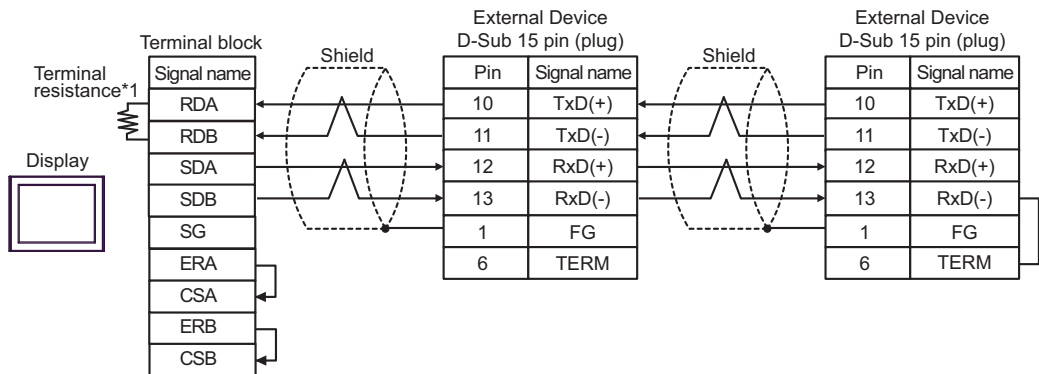 External Device
D-Sub 15 pin (plug)
External Device
D-Sub 15 pin (plug)
Terminal block
Shield
Shield
Terminal
resistance*1
Display
Signal name
RDA
RDB
SDA
SDB
SG
ERA
CSA
ERB
CSB
Pin Signal name
10 TxD(+)
11 TxD(-)
12 RxD(+)
13 RxD(-)
1 FG
6 TERM
Pin Signal name
10 TxD(+)
11 TxD(-)
12 RxD(+)
13 RxD(-)
1 FG
6 TERM